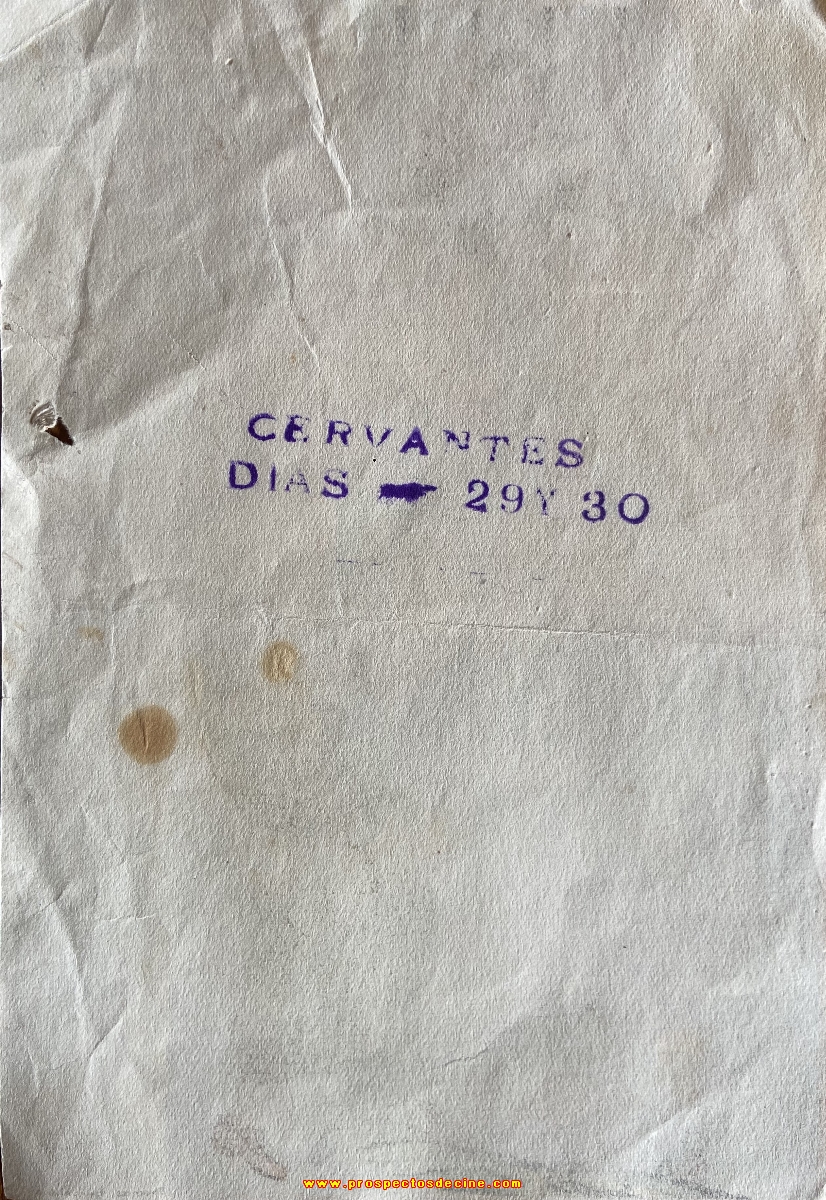 CERVANTES
DIAS ☛ 29 Y 30
www.prospectosdecine.com